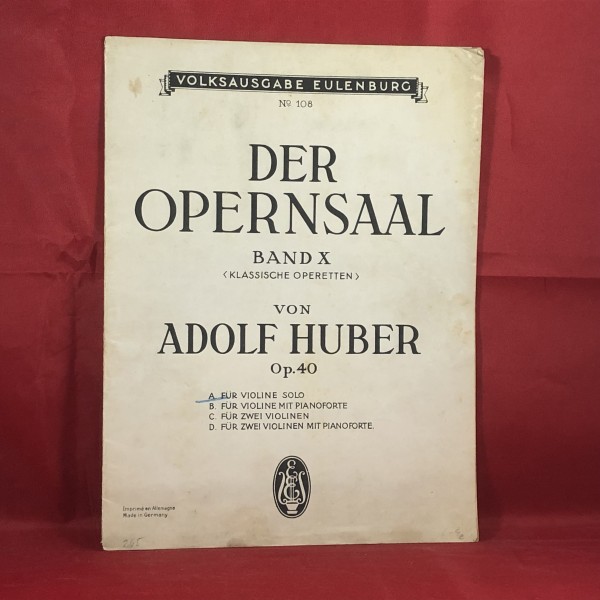 VOLKSAUSGABE EULENBURG
No 108
DER
OPERNSAAL
BAND X
<KLASSISCHE OPERETTEN>
VON
ADOLF HUBER
Op. 40
A. FÜR VIOLINE SOLO
B. FÜR VIOLINE MIT PIANOFORTE
C. FÜR ZWEI VIOLINEN
D. FÜR ZWEI VIOLINEN MIT PIANOFORTE.
Imprimé en Allemagne
Made in Germany